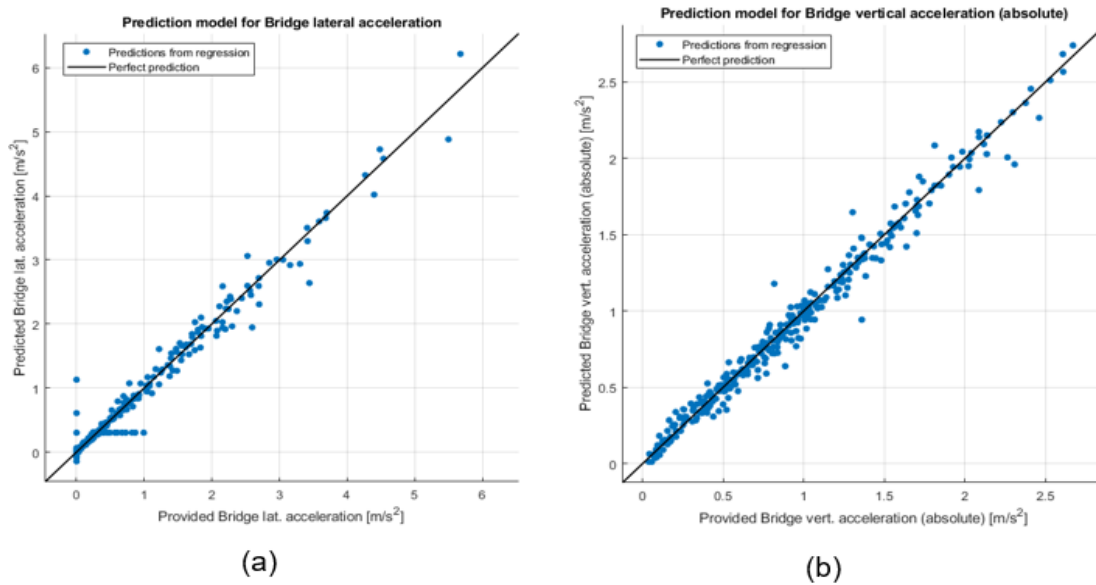 Prediction model for Bridge lateral acceleration
Predictions from regression
Perfect prediction
6
5
4
3
2
1
0
Predicted Bridge lat. acceleration [m/s²]
0 1 2 3 4 5 6
Provided Bridge lat. acceleration [m/s²]
(a)
Prediction model for Bridge vertical acceleration (absolute)
Predictions from regression
Perfect prediction
2.5
2
1.5
1
0.5
0
Predicted Bridge vert. acceleration (absolute) [m/s²]
0 0.5 1 1.5 2 2.5
Provided Bridge vert. acceleration (absolute) [m/s²]
(b)